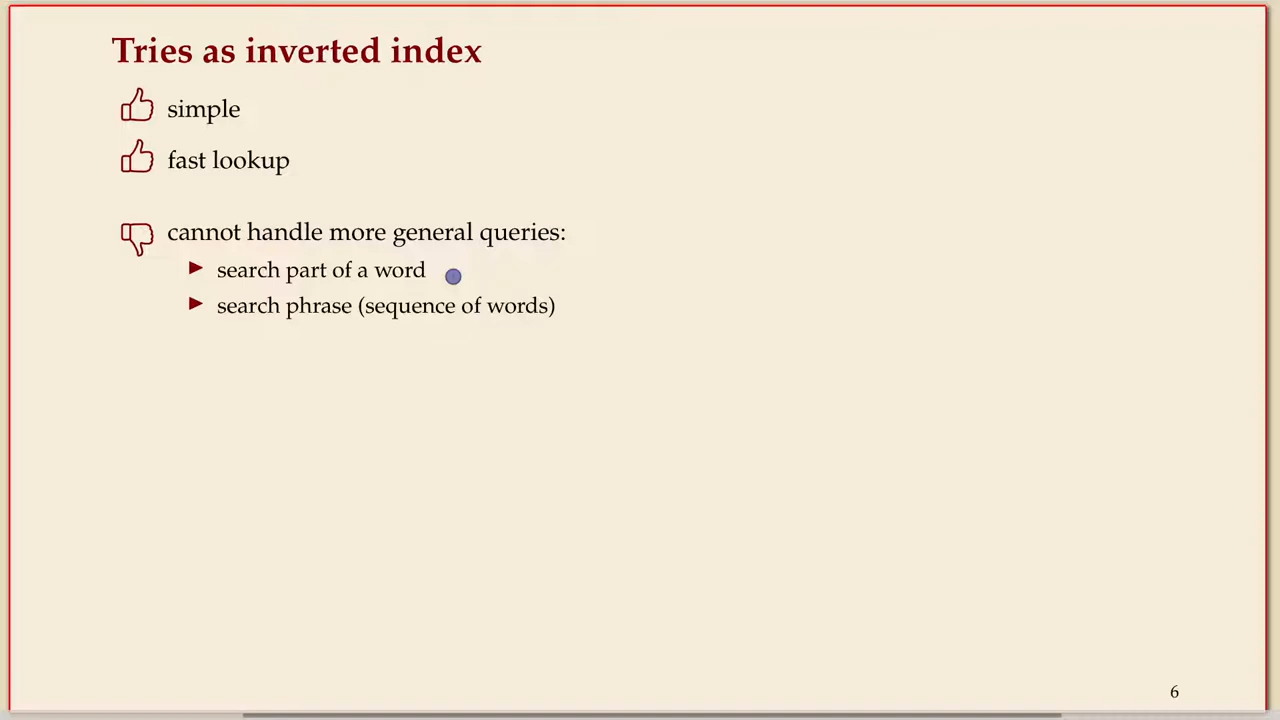 Tries as inverted index
simple
fast lookup
cannot handle more general queries:
search part of a word
search phrase (sequence of words)
6